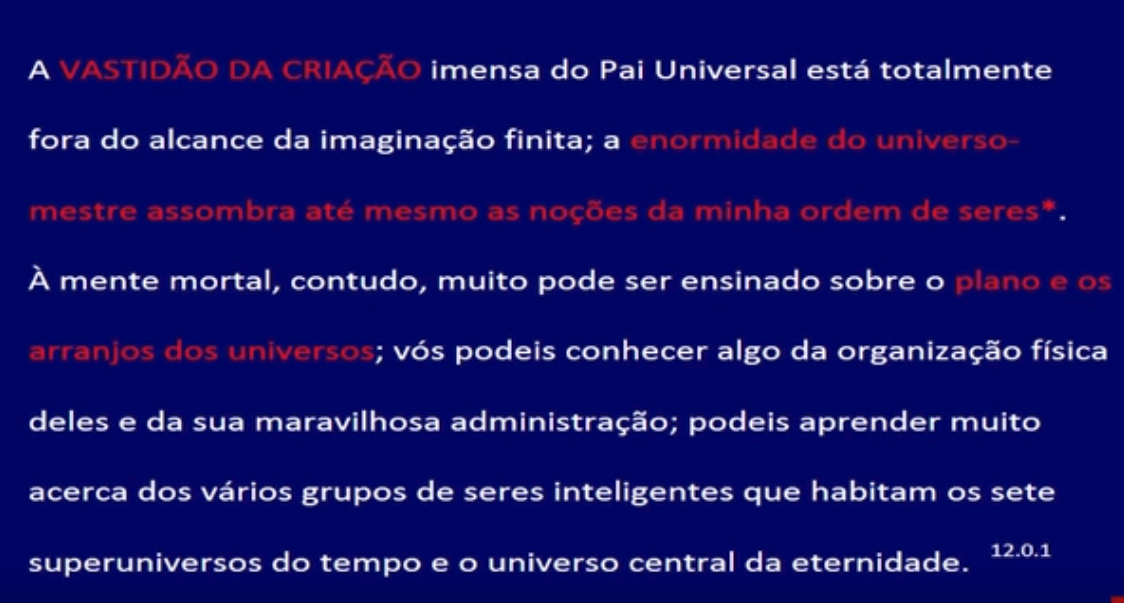 A VASTIDÃO DA CRIAÇÃO imensa do Pai Universal está totalmente
fora do alcance da imaginação finita; a enormidade do universo-
mestre assombra até mesmo as noções da minha ordem de seres*.
À mente mortal, contudo, muito pode ser ensinado sobre o plano e os
arranjos dos universos; vós podeis conhecer algo da organização física
deles e da sua maravilhosa administração; podeis aprender muito
acerca dos vários grupos de seres inteligentes que habitam os sete
superuniversos do tempo e o universo central da eternidade. 12.0.1